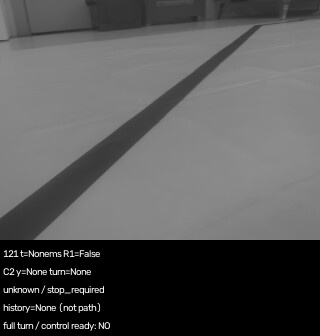 121 t=Nonems R1=False
C2 y=None turn=None
unknown / stop_required
history=None (not path)
full turn / control ready: NO